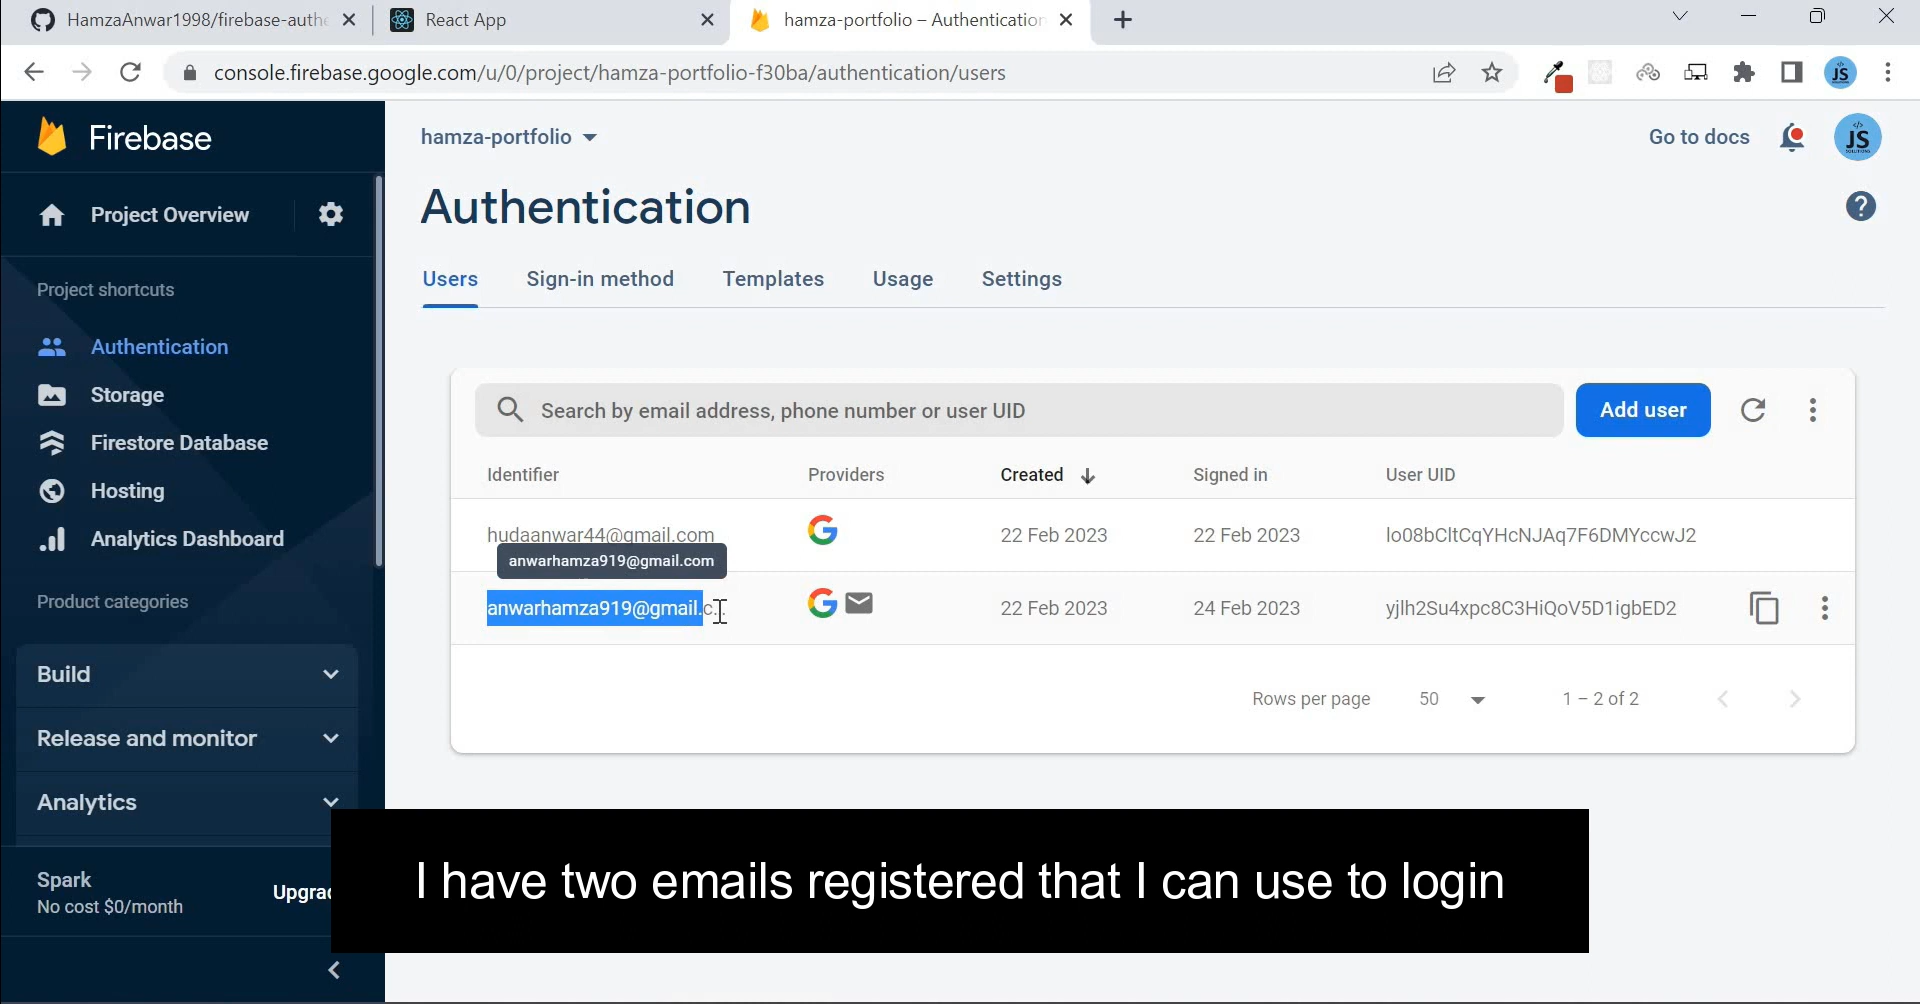 HamzaAnwar1998/firebase-authe
React App
hamza-portfolio – Authentication
console.firebase.google.com/u/0/project/hamza-portfolio-f30ba/authentication/users
JS
Firebase
hamza-portfolio
Go to docs
JS
Project Overview
Authentication
Users Sign-in method Templates Usage Settings
Project shortcuts
Authentication
Storage
Firestore Database
Hosting
Analytics Dashboard
Product categories
Build
Release and monitor
Analytics
Spark
No cost $0/month
Upgrad
Search by email address, phone number or user UID
Add user
Identifier Providers Created Signed in User UID
hudaanwar44@gmail.com 22 Feb 2023 22 Feb 2023 lo08bCltCqYHcNJAq7F6DMYccwJ2
anwarhamza919@gmail.com
anwarhamza919@gmail.c... 22 Feb 2023 24 Feb 2023 yjlh2Su4xpc8C3HiQoV5D1igbED2
Rows per page 50 1 – 2 of 2
I have two emails registered that I can use to login